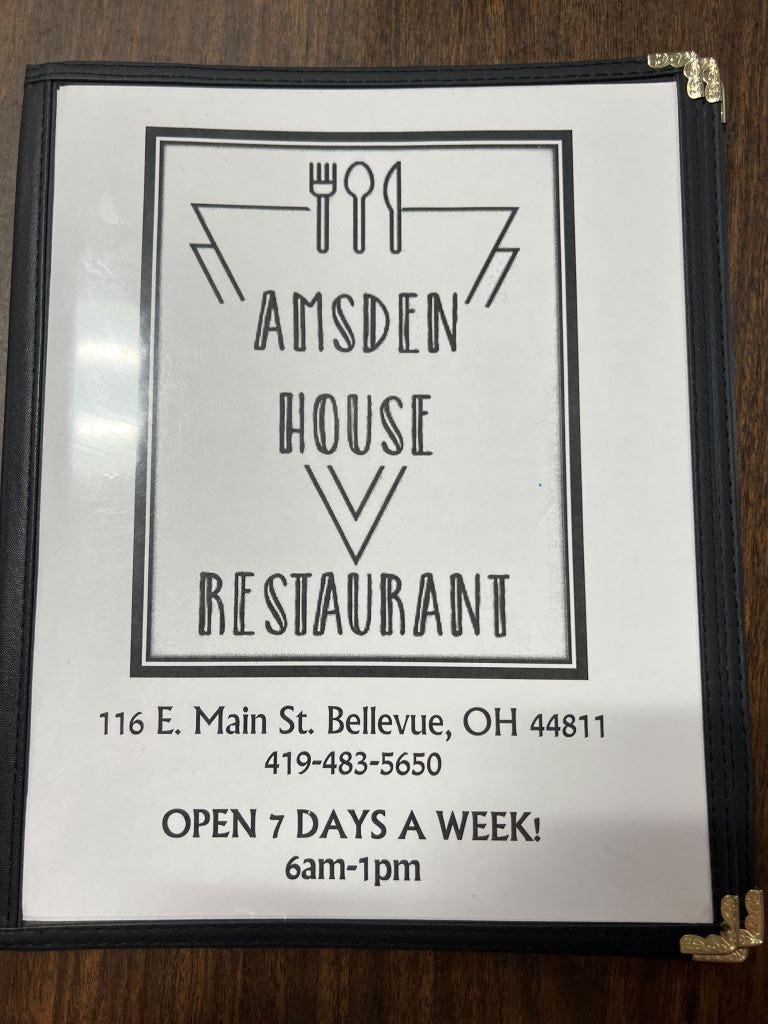 AMSDEN
HOUSE
RESTAURANT
116 E. Main St. Bellevue, OH 44811
419-483-5650
OPEN 7 DAYS A WEEK!
6am-1pm